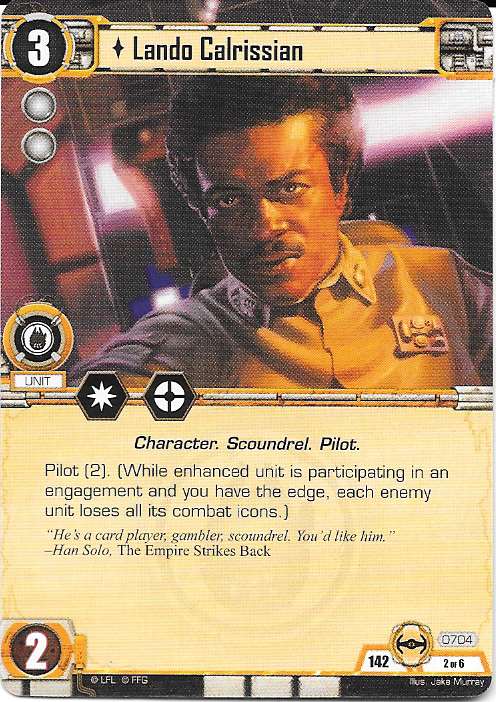 3
Lando Calrissian
UNIT
Character. Scoundrel. Pilot.
Pilot (2). (While enhanced unit is participating in an
engagement and you have the edge, each enemy
unit loses all its combat icons.)
“He’s a card player, gambler, scoundrel. You’d like him.”
–Han Solo, The Empire Strikes Back
2
0704
142
2 of 6
© LFL © FFG
Illus. Jake Murray